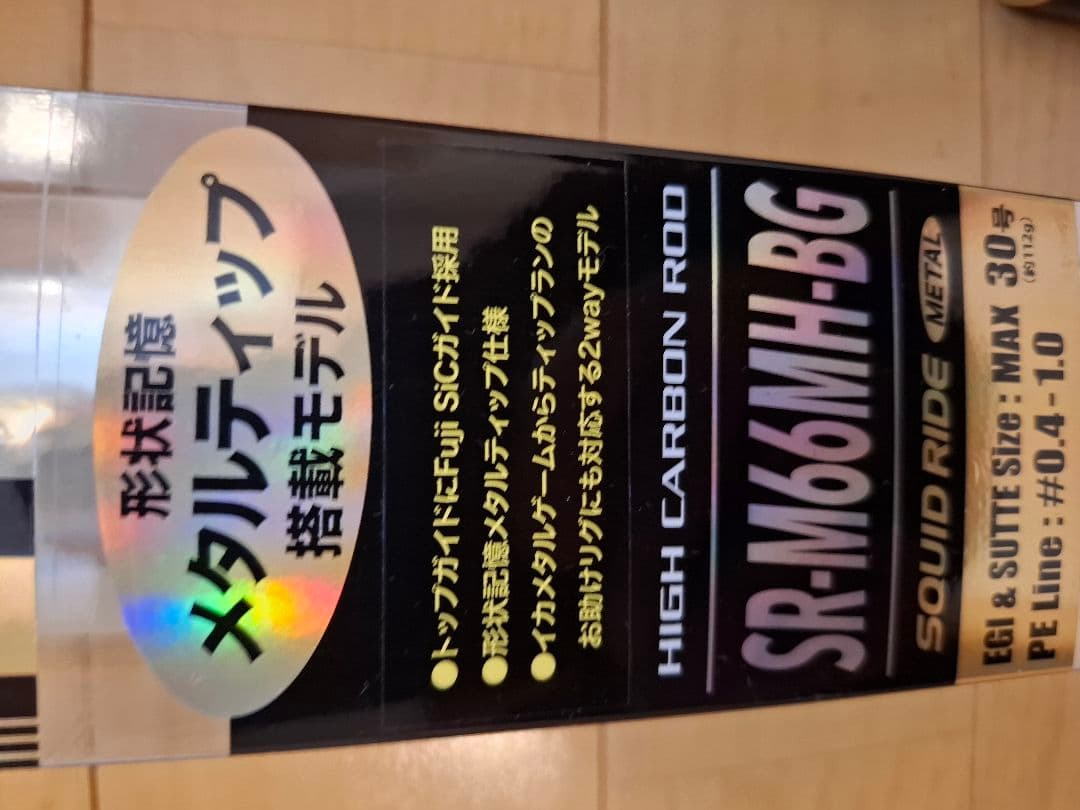 形状記憶
メタルティップ
搭載モデル
●トップガイドにFuji SiCガイド採用
●形状記憶メタルティップ仕様
●イカメタルゲームからティップランの
お助けリグにも対応する2wayモデル
HIGH CARBON ROD
SR-M66MH-BG
SQUID RIDE METAL
EGI & SUTTE Size : MAX 30号
(約112g)
PE Line : #0.4 - 1.0